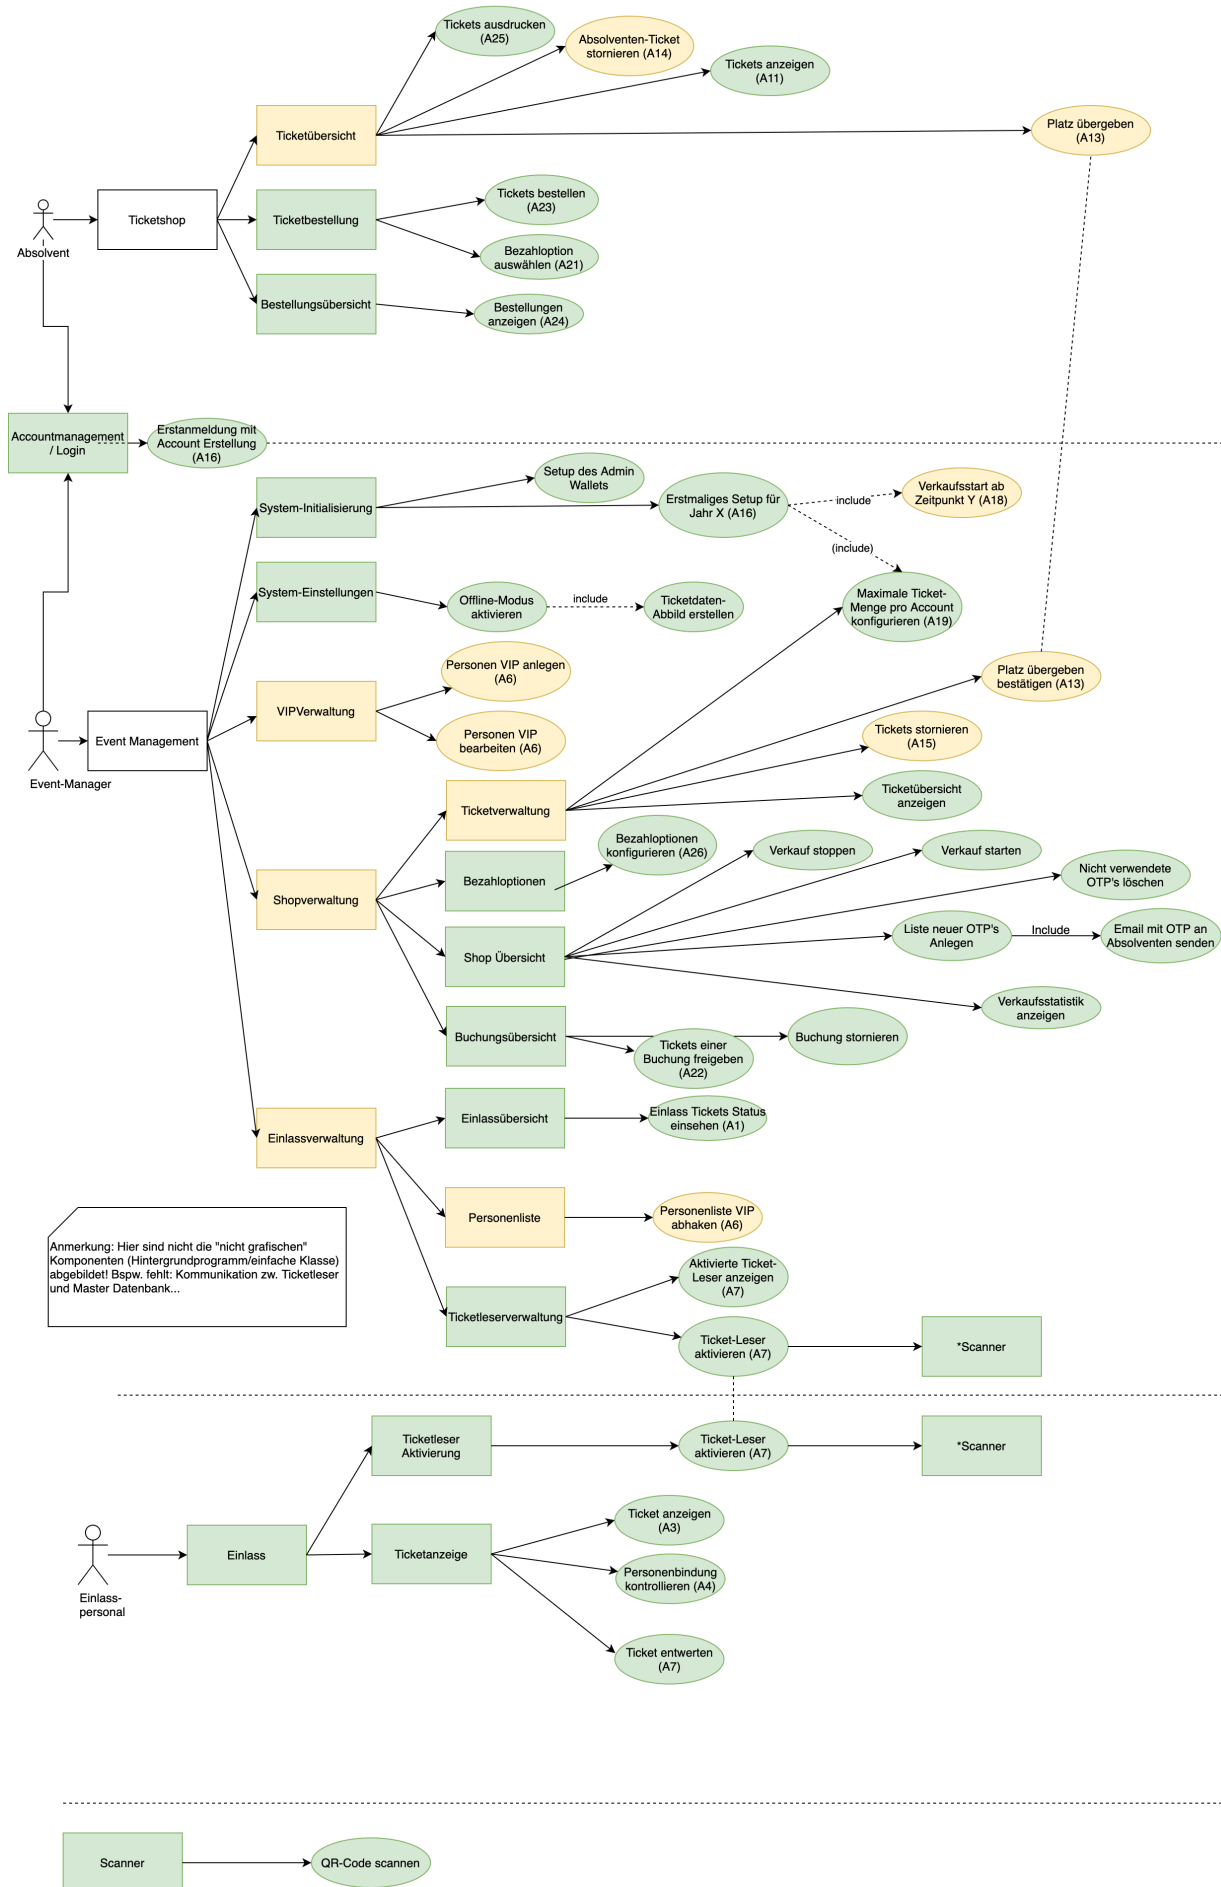 Tickets ausdrucken
(A25)
Absolventen-Ticket
stornieren (A14)
Tickets anzeigen
(A11)
Ticketübersicht
Platz übergeben
(A13)
Absolvent
Ticketshop
Ticketbestellung
Tickets bestellen
(A23)
Bezahloption
auswählen (A21)
Bestellungsübersicht
Bestellungen
anzeigen (A24)
Accountmanagement
/ Login
Erstanmeldung mit
Account Erstellung
(A16)
System-Initialisierung
Setup des Admin
Wallets
Erstmaliges Setup für
Jahr X (A16)
include
Verkaufsstart ab
Zeitpunkt Y (A18)
(include)
System-Einstellungen
Offline-Modus
aktivieren
include
Ticketdaten-
Abbild erstellen
Maximale Ticket-
Menge pro Account
konfigurieren (A19)
Event-Manager
Event Management
VIPVerwaltung
Personen VIP anlegen
(A6)
Personen VIP
bearbeiten (A6)
Platz übergeben
bestätigen (A13)
Tickets stornieren
(A15)
Ticketverwaltung
Ticketübersicht
anzeigen
Shopverwaltung
Bezahloptionen
Bezahloptionen
konfigurieren (A26)
Verkauf stoppen
Verkauf starten
Nicht verwendete
OTP's löschen
Shop Übersicht
Liste neuer OTP's
Anlegen
Include
Email mit OTP an
Absolventen senden
Verkaufsstatistik
anzeigen
Buchungsübersicht
Tickets einer
Buchung freigeben
(A22)
Buchung stornieren
Einlassverwaltung
Einlassübersicht
Einlass Tickets Status
einsehen (A1)
Personenliste
Personenliste VIP
abhaken (A6)
Anmerkung: Hier sind nicht die "nicht grafischen"
Komponenten (Hintergrundprogramm/einfache Klasse)
abgebildet! Bspw. fehlt: Kommunikation zw. Ticketleser
und Master Datenbank...
Ticketleserverwaltung
Aktivierte Ticket-
Leser anzeigen
(A7)
Ticket-Leser
aktivieren (A7)
*Scanner
Ticketleser
Aktivierung
Ticket-Leser
aktivieren (A7)
*Scanner
Einlass-
personal
Einlass
Ticketanzeige
Ticket anzeigen
(A3)
Personenbindung
kontrollieren (A4)
Ticket entwerten
(A7)
Scanner
QR-Code scannen